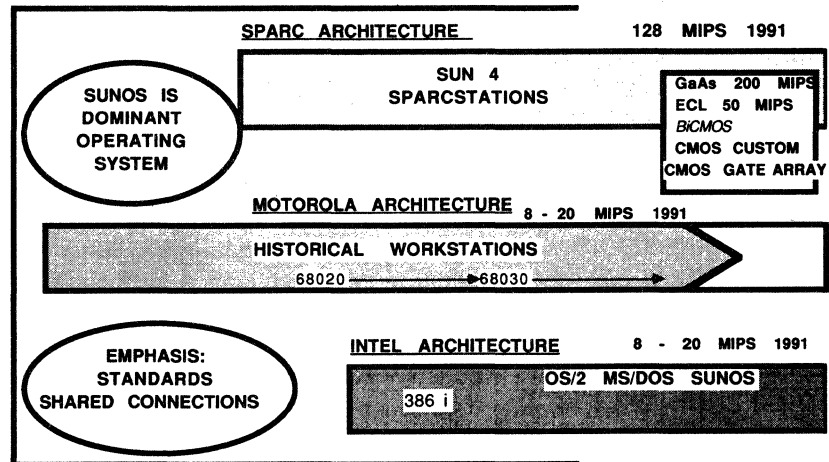 SPARC ARCHITECTURE 128 MIPS 1991
SUN 4
SPARCSTATIONS
GaAs 200 MIPS
ECL 50 MIPS
BiCMOS
CMOS CUSTOM
CMOS GATE ARRAY
SUNOS IS
DOMINANT
OPERATING
SYSTEM
MOTOROLA ARCHITECTURE 8 - 20 MIPS 1991
HISTORICAL WORKSTATIONS
68020 68030
EMPHASIS:
STANDARDS
SHARED CONNECTIONS
INTEL ARCHITECTURE 8 - 20 MIPS 1991
OS/2 MS/DOS SUNOS
386 i